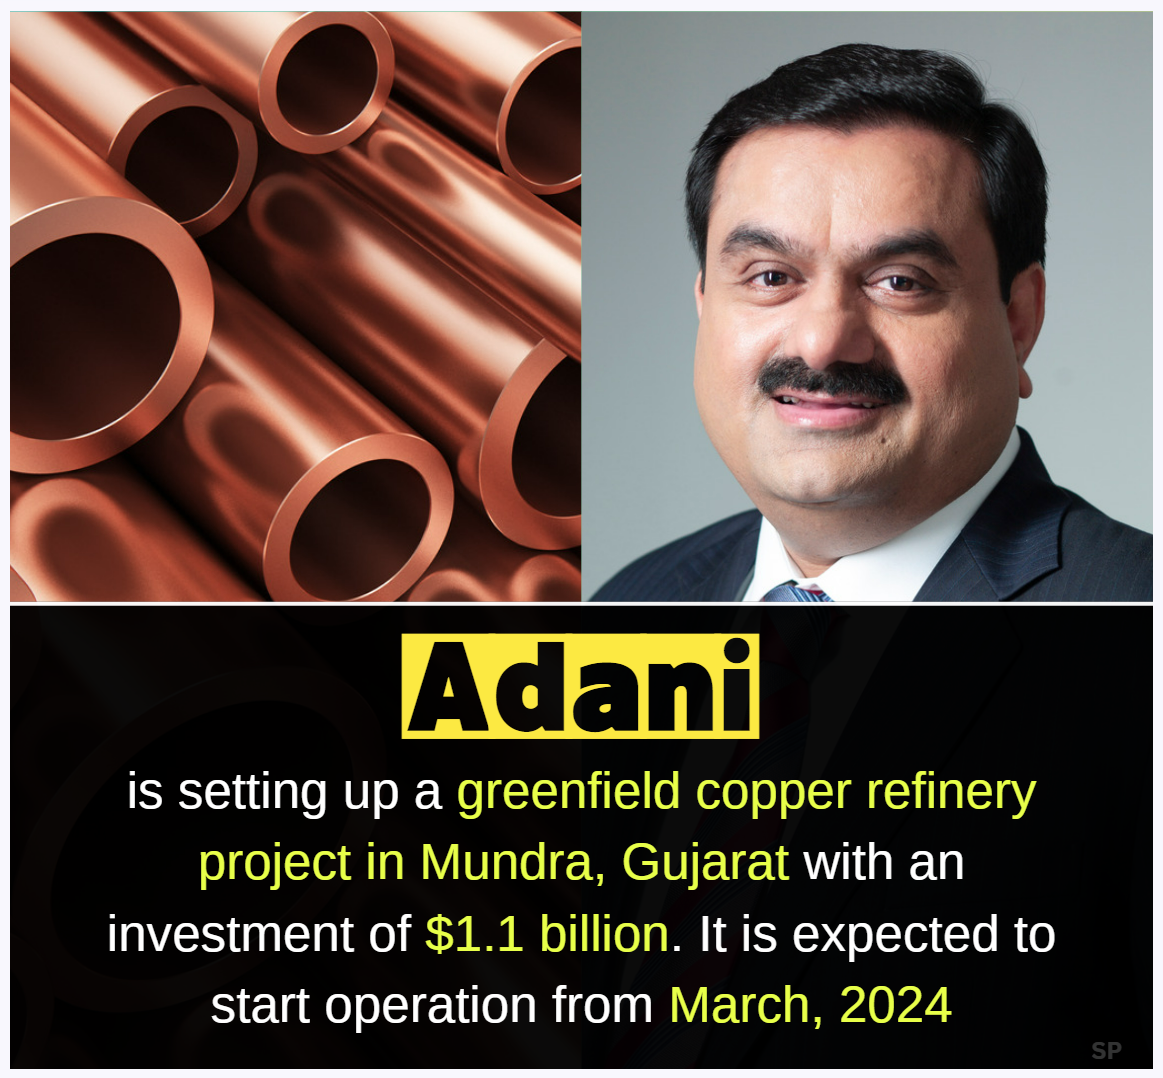 Adani
is setting up a greenfield copper refinery
project in Mundra, Gujarat with an
investment of $1.1 billion. It is expected to
start operation from March, 2024
SP